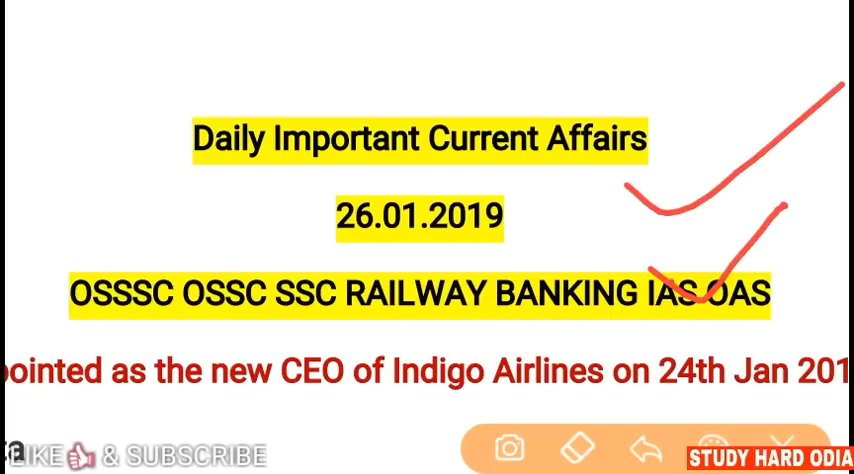 Daily Important Current Affairs
26.01.2019
OSSSC OSSC SSC RAILWAY BANKING IAS OAS
pointed as the new CEO of Indigo Airlines on 24th Jan 201
LIKE & SUBSCRIBE
STUDY HARD ODIA